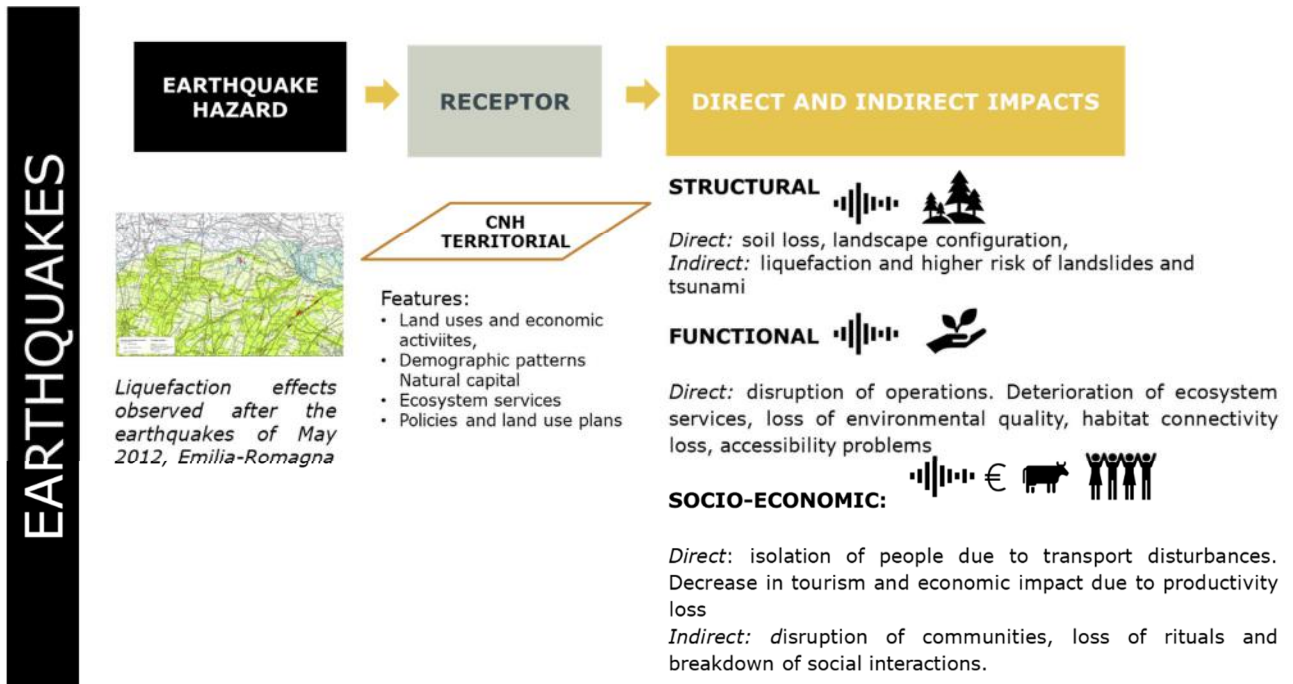 EARTHQUAKES
EARTHQUAKE
HAZARD
RECEPTOR
DIRECT AND INDIRECT IMPACTS
Liquefaction effects
observed after the
earthquakes of May
2012, Emilia-Romagna
CNH
TERRITORIAL
Features:
• Land uses and economic
activiites,
• Demographic patterns
Natural capital
• Ecosystem services
• Policies and land use plans
STRUCTURAL
Direct: soil loss, landscape configuration,
Indirect: liquefaction and higher risk of landslides and
tsunami
FUNCTIONAL
Direct: disruption of operations. Deterioration of ecosystem
services, loss of environmental quality, habitat connectivity
loss, accessibility problems
€
SOCIO-ECONOMIC:
Direct: isolation of people due to transport disturbances.
Decrease in tourism and economic impact due to productivity
loss
Indirect: disruption of communities, loss of rituals and
breakdown of social interactions.